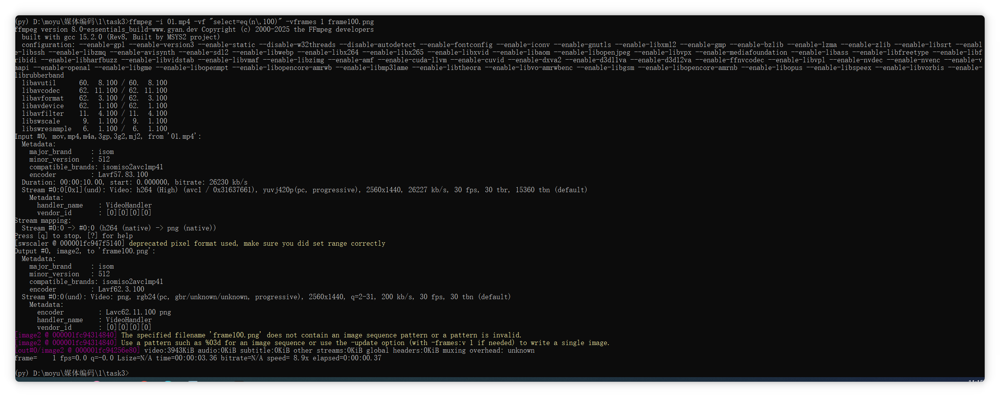 (py) D:\moyu\媒体编码\1\task3>ffmpeg -i 01.mp4 -vf "select=eq(n\,100)" -vframes 1 frame100.png
ffmpeg version 8.0-essentials_build-www.gyan.dev Copyright (c) 2000-2025 the FFmpeg developers
  built with gcc 15.2.0 (Rev8, Built by MSYS2 project)
  configuration: --enable-gpl --enable-version3 --enable-static --disable-w32threads --disable-autodetect --enable-fontconfig --enable-iconv --enable-gnutls --enable-libxml2 --enable-gmp --enable-bzlib --enable-lzma --enable-zlib --enable-libsrt --enabl
e-libssh --enable-libzmq --enable-avisynth --enable-sdl2 --enable-libwebp --enable-libx264 --enable-libx265 --enable-libxvid --enable-libaom --enable-libopenjpeg --enable-libvpx --enable-mediafoundation --enable-libass --enable-libfreetype --enable-libf
ribidi --enable-libharfbuzz --enable-libvidstab --enable-libvmaf --enable-libzimg --enable-amf --enable-cuda-llvm --enable-cuvid --enable-dxva2 --enable-d3d11va --enable-d3d12va --enable-ffnvcodec --enable-libvpl --enable-nvdec --enable-nvenc --enable-v
aapi --enable-openal --enable-libgme --enable-libopenmpt --enable-libopencore-amrwb --enable-libmp3lame --enable-libtheora --enable-libvo-amrwbenc --enable-libgsm --enable-libopencore-amrnb --enable-libopus --enable-libspeex --enable-libvorbis --enable-
librubberband
  libavutil      60.  8.100 / 60.  8.100
  libavcodec     62. 11.100 / 62. 11.100
  libavformat    62.  3.100 / 62.  3.100
  libavdevice    62.  1.100 / 62.  1.100
  libavfilter    11.  4.100 / 11.  4.100
  libswscale      9.  1.100 /  9.  1.100
  libswresample   6.  1.100 /  6.  1.100
Input #0, mov,mp4,m4a,3gp,3g2,mj2, from '01.mp4':
  Metadata:
    major_brand     : isom
    minor_version   : 512
    compatible_brands: isomiso2avc1mp41
    encoder         : Lavf57.83.100
  Duration: 00:00:10.00, start: 0.000000, bitrate: 26230 kb/s
  Stream #0:0[0x1](und): Video: h264 (High) (avc1 / 0x31637661), yuvj420p(pc, progressive), 2560x1440, 26227 kb/s, 30 fps, 30 tbr, 15360 tbn (default)
    Metadata:
      handler_name    : VideoHandler
      vendor_id       : [0][0][0][0]
Stream mapping:
  Stream #0:0 -> #0:0 (h264 (native) -> png (native))
Press [q] to stop, [?] for help
[swscaler @ 000001fc947f5140] deprecated pixel format used, make sure you did set range correctly
Output #0, image2, to 'frame100.png':
  Metadata:
    major_brand     : isom
    minor_version   : 512
    compatible_brands: isomiso2avc1mp41
    encoder         : Lavf62.3.100
  Stream #0:0(und): Video: png, rgb24(pc, gbr/unknown/unknown, progressive), 2560x1440, q=2-31, 200 kb/s, 30 fps, 30 tbn (default)
    Metadata:
      encoder         : Lavc62.11.100 png
      handler_name    : VideoHandler
      vendor_id       : [0][0][0][0]
[image2 @ 000001fc94314840] The specified filename 'frame100.png' does not contain an image sequence pattern or a pattern is invalid.
[image2 @ 000001fc94314840] Use a pattern such as %03d for an image sequence or use the -update option (with -frames:v 1 if needed) to write a single image.
[out#0/image2 @ 000001fc94256e80] video:3943KiB audio:0KiB subtitle:0KiB other streams:0KiB global headers:0KiB muxing overhead: unknown
frame=    1 fps=0.0 q=-0.0 Lsize=N/A time=00:00:03.36 bitrate=N/A speed= 8.9x elapsed=0:00:00.37
(py) D:\moyu\媒体编码\1\task3>